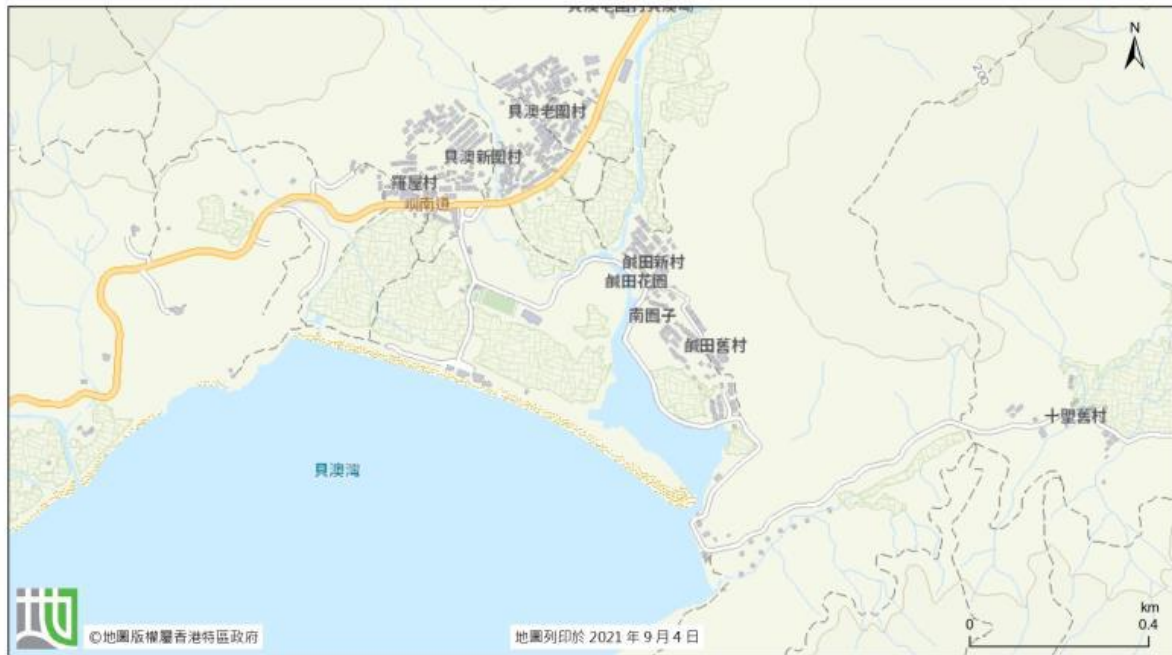 N
200
貝澳老圍村
貝澳新圍村
羅屋村
嶼南道
鹹田新村
鹹田花園
南圍子
鹹田舊村
十塱舊村
貝澳灣
km
0 0.4
©地圖版權屬香港特區政府
地圖列印於 2021 年 9 月 4 日